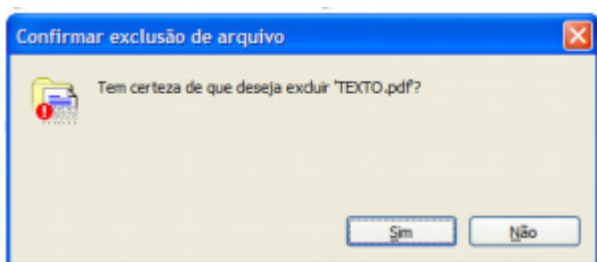 Confirmar exclusão de arquivo
Tem certeza de que deseja excluir 'TEXTO.pdf'?
Sim
Não